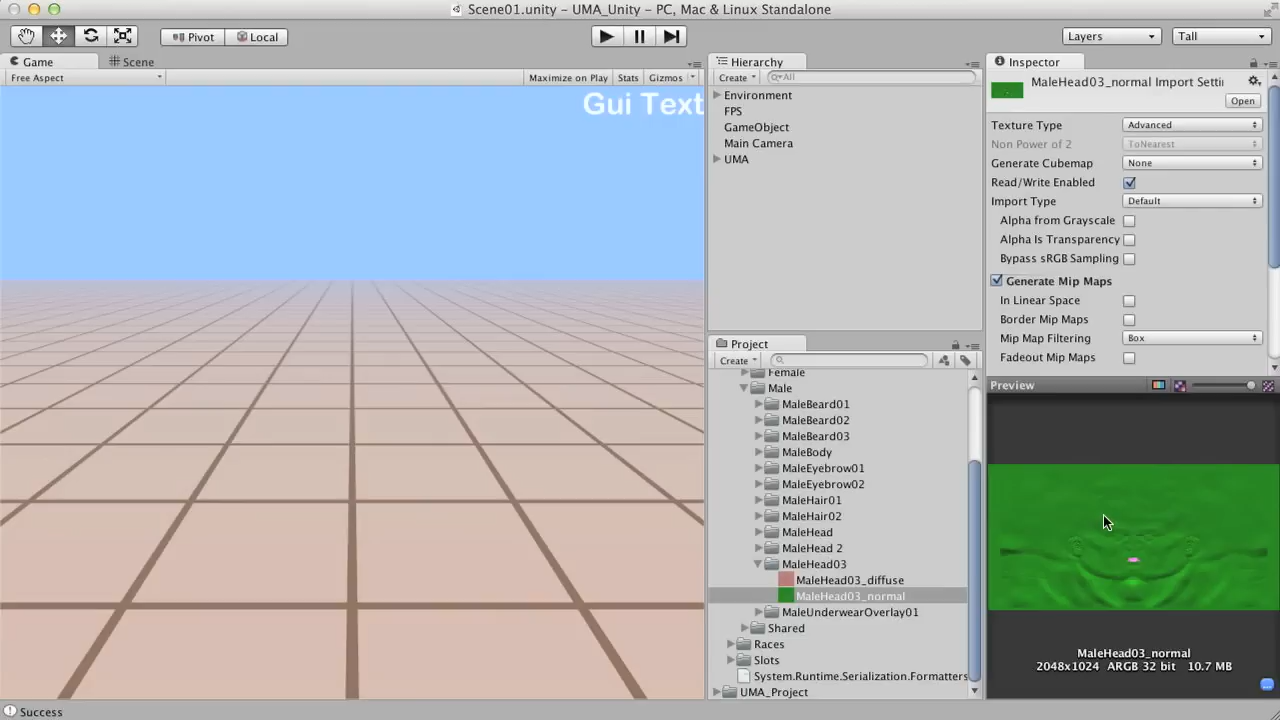 Scene01.unity - UMA_Unity - PC, Mac & Linux Standalone
Pivot Local Layers Tall
Game Scene
Free Aspect Maximize on Play Stats Gizmos
Gui Text
Hierarchy
Create All
Environment
FPS
GameObject
Main Camera
UMA
Project
Create
Female
Male
MaleBeard01
MaleBeard02
MaleBeard03
MaleBody
MaleEyebrow01
MaleEyebrow02
MaleHair01
MaleHair02
MaleHead
MaleHead 2
MaleHead03
MaleHead03_diffuse
MaleHead03_normal
MaleUnderwearOverlay01
Shared
Races
Slots
System.Runtime.Serialization.Formatters
UMA_Project
Inspector
MaleHead03_normal Import Setti
Open
Texture Type Advanced
Non Power of 2 ToNearest
Generate Cubemap None
Read/Write Enabled
Import Type Default
Alpha from Grayscale
Alpha Is Transparency
Bypass sRGB Sampling
Generate Mip Maps
In Linear Space
Border Mip Maps
Mip Map Filtering Box
Fadeout Mip Maps
Preview
MaleHead03_normal
2048x1024 ARGB 32 bit 10.7 MB
Success